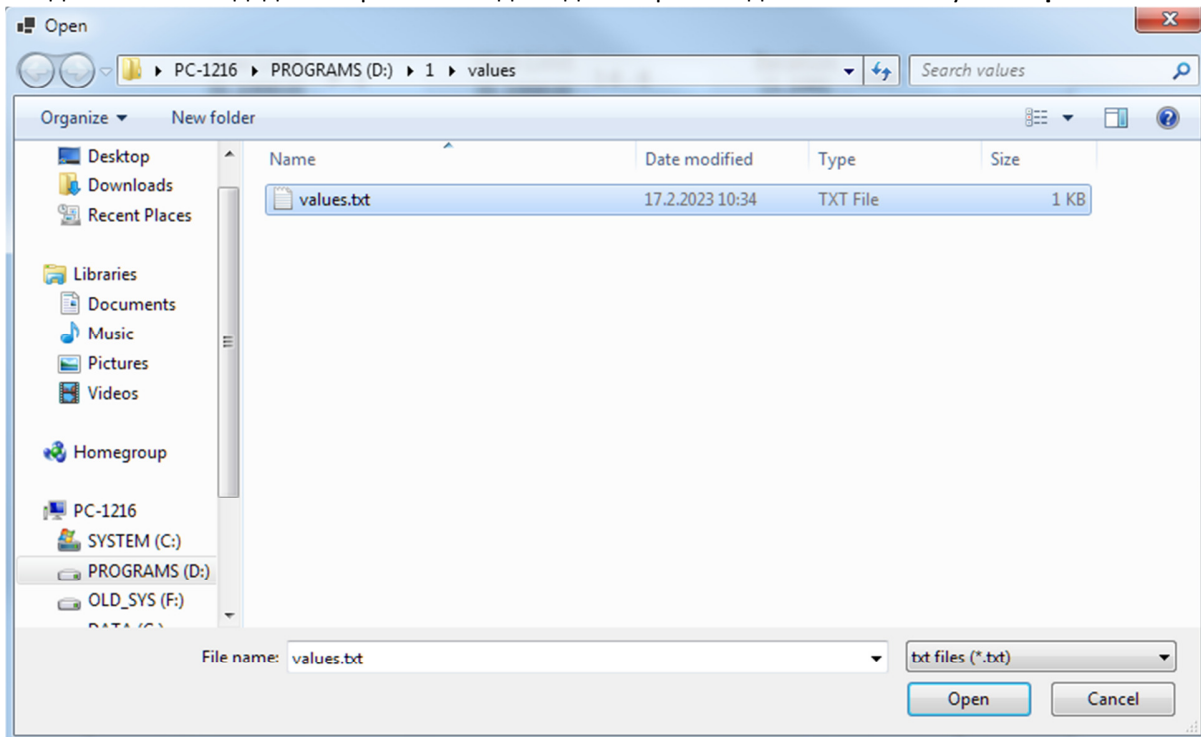 Open
PC-1216 PROGRAMS (D:) 1 values
Search values
Organize New folder
Desktop
Downloads
Recent Places
Libraries
Documents
Music
Pictures
Videos
Homegroup
PC-1216
SYSTEM (C:)
PROGRAMS (D:)
OLD_SYS (F:)
Name Date modified Type Size
values.txt 17.2.2023 10:34 TXT File 1 KB
File name: values.txt txt files (*.txt)
Open Cancel